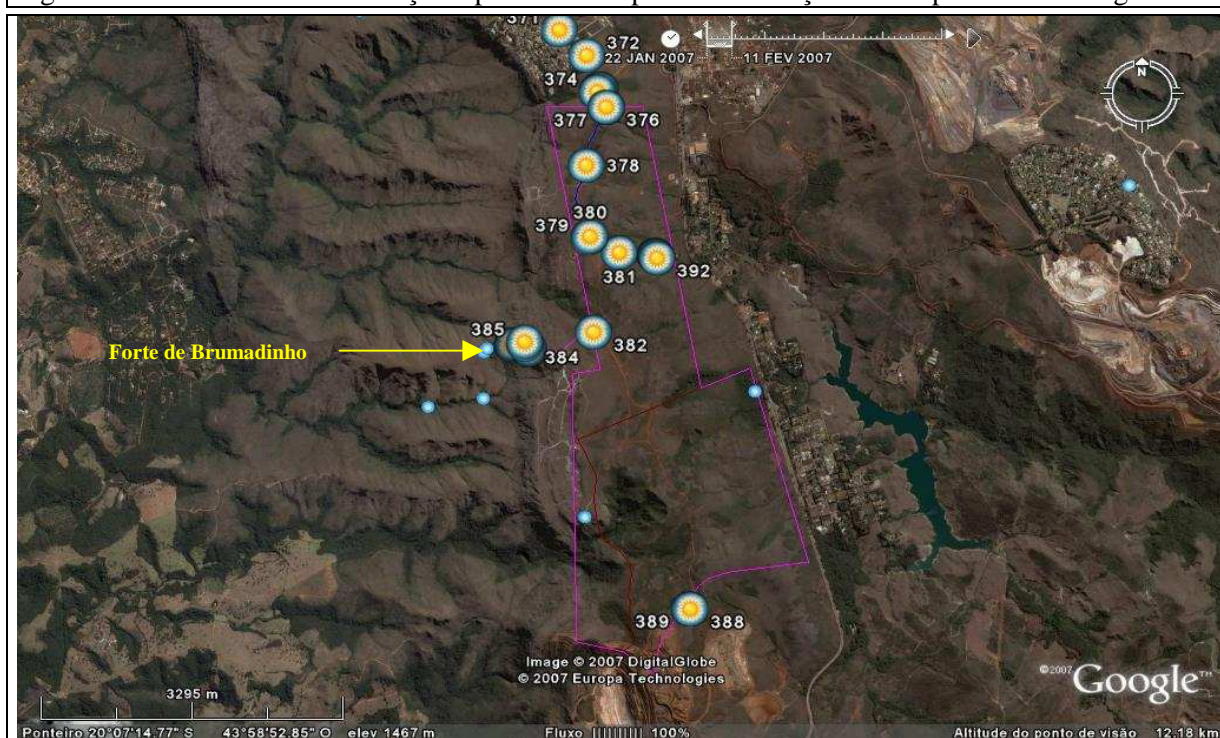 371
372
22 JAN 2007
11 FEV 2007
374
N
377
376
378
380
379
381
392
385
382
Forte de Brumadinho
384
389
388
Image © 2007 DigitalGlobe
© 2007 Europa Technologies
© 2007 Google™
3295 m
Ponteiro 20°07'14.77" S 43°58'52.85" O elev 1467 m Fluxo 100% Altitude do ponto de visão 12.18 km